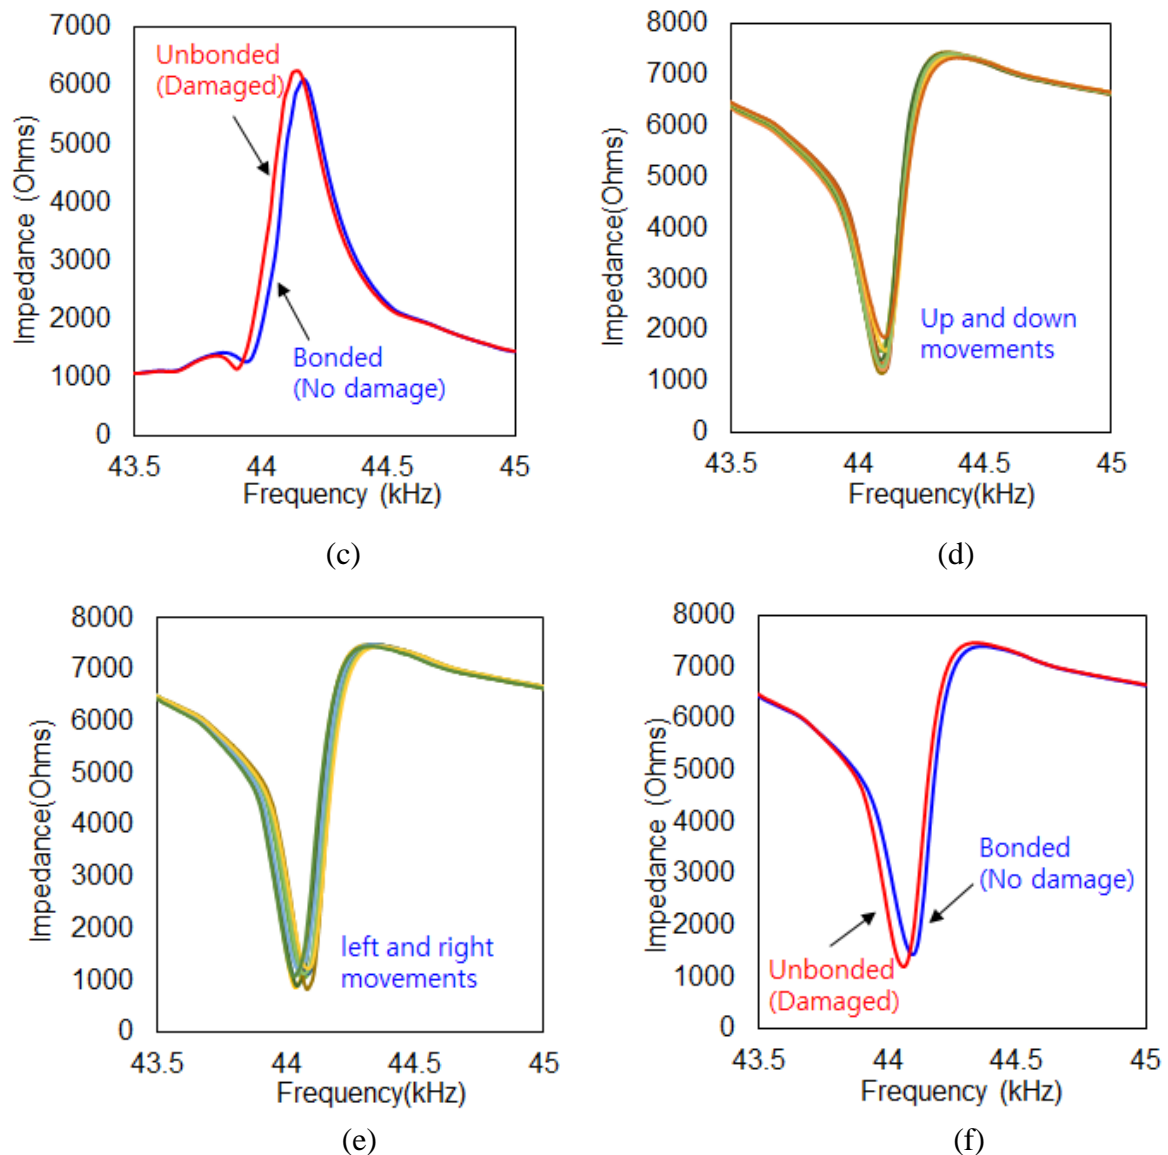 7000
6000
5000
4000
3000
2000
1000
0
Impedance (Ohms)
Unbonded
(Damaged)
Bonded
(No damage)
43.5 44 44.5 45
Frequency (kHz)
(c)
8000
7000
6000
5000
4000
3000
2000
1000
0
Impedance(Ohms)
Up and down
movements
43.5 44 44.5 45
Frequency(kHz)
(d)
8000
7000
6000
5000
4000
3000
2000
1000
0
Impedance(Ohms)
left and right
movements
43.5 44 44.5 45
Frequency(kHz)
(e)
8000
7000
6000
5000
4000
3000
2000
1000
0
Impedance (Ohms)
Bonded
(No damage)
Unbonded
(Damaged)
43.5 44 44.5 45
Frequency (kHz)
(f)